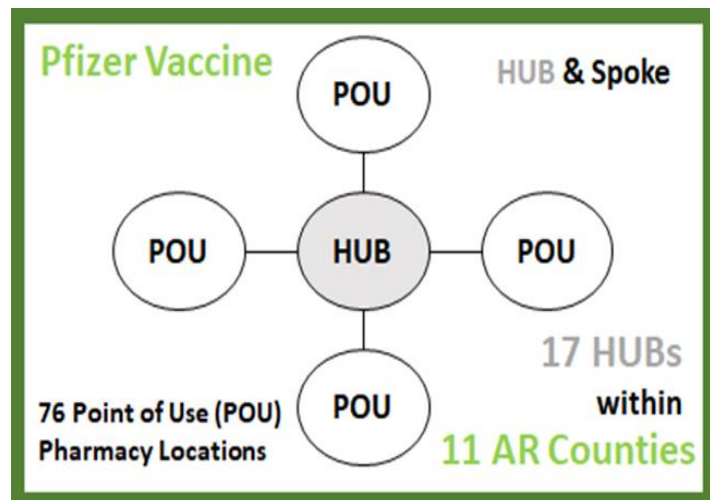 Pfizer Vaccine
HUB & Spoke
POU
POU
HUB
POU
POU
17 HUBs
within
11 AR Counties
76 Point of Use (POU)
Pharmacy Locations